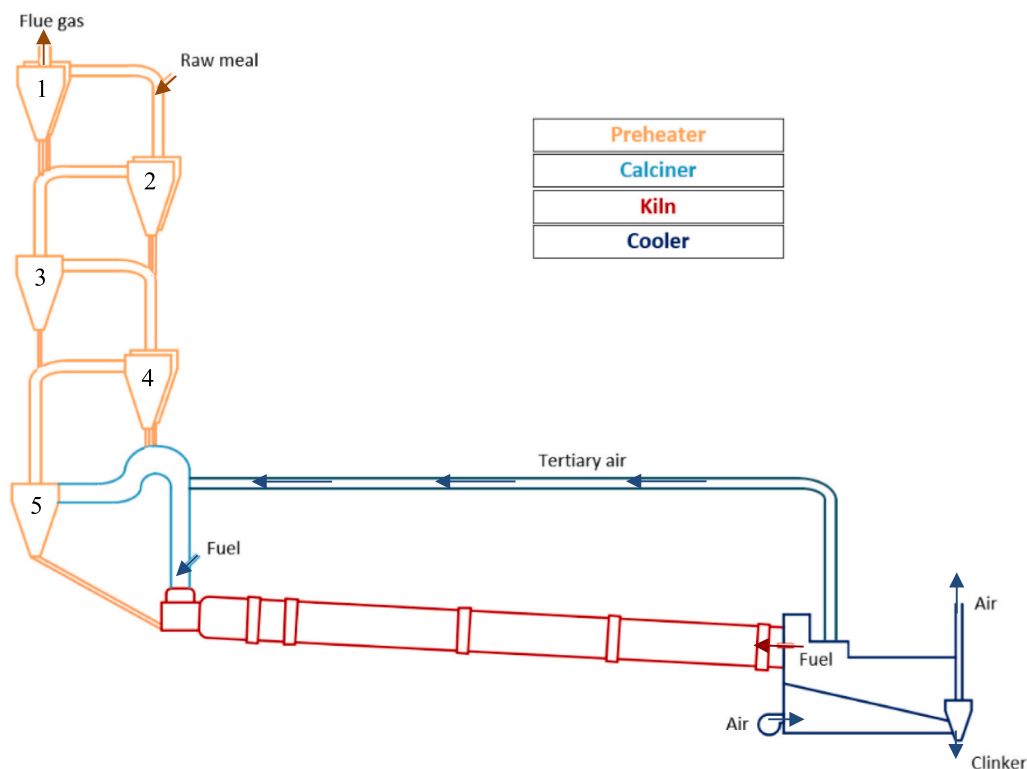 Flue gas
Raw meal
1
2
3
4
5
Preheater
Calciner
Kiln
Cooler
Tertiary air
Fuel
Air
Fuel
Air
Clinker